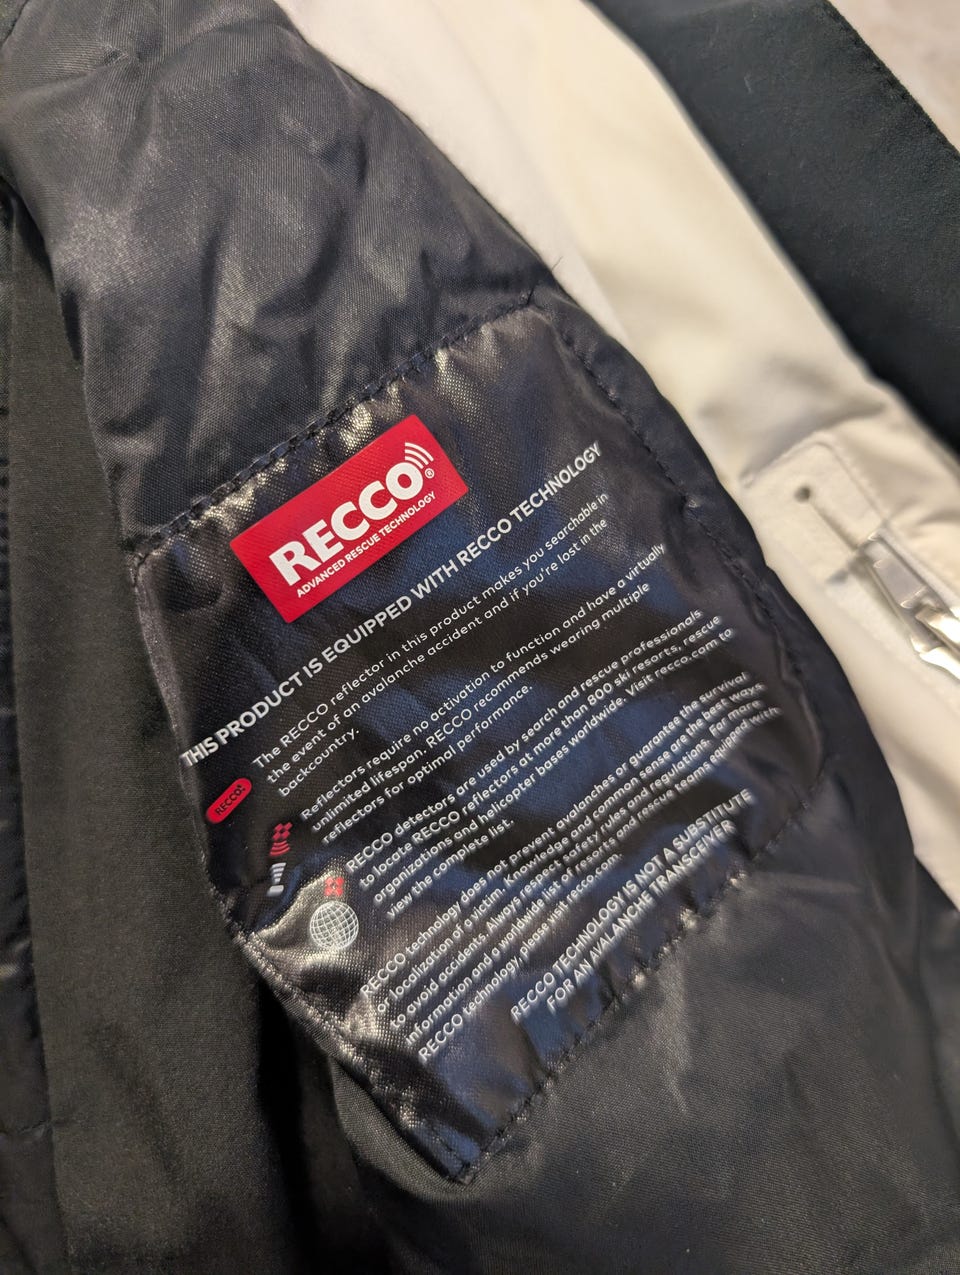 RECCO®
ADVANCED RESCUE TECHNOLOGY
THIS PRODUCT IS EQUIPPED WITH RECCO TECHNOLOGY
RECCO®
The RECCO reflector in this product makes you searchable in
the event of an avalanche accident and if you're lost in the
backcountry.
Reflectors require no activation to function and have a virtually
unlimited lifespan. RECCO recommends wearing multiple
reflectors for optimal performance.
RECCO detectors are used by search and rescue professionals
to locate RECCO reflectors at more than 800 ski resorts, rescue
organizations and helicopter bases worldwide. Visit recco.com to
view the complete list.
RECCO technology does not prevent avalanches or guarantee the survival
or localization of a victim. Knowledge and common sense are the best ways
to avoid accidents. Always respect safety rules and regulations. For more
information and a worldwide list of resorts and rescue teams equipped with
RECCO technology, please visit recco.com.
RECCO TECHNOLOGY IS NOT A SUBSTITUTE
FOR AN AVALANCHE TRANSCEIVER